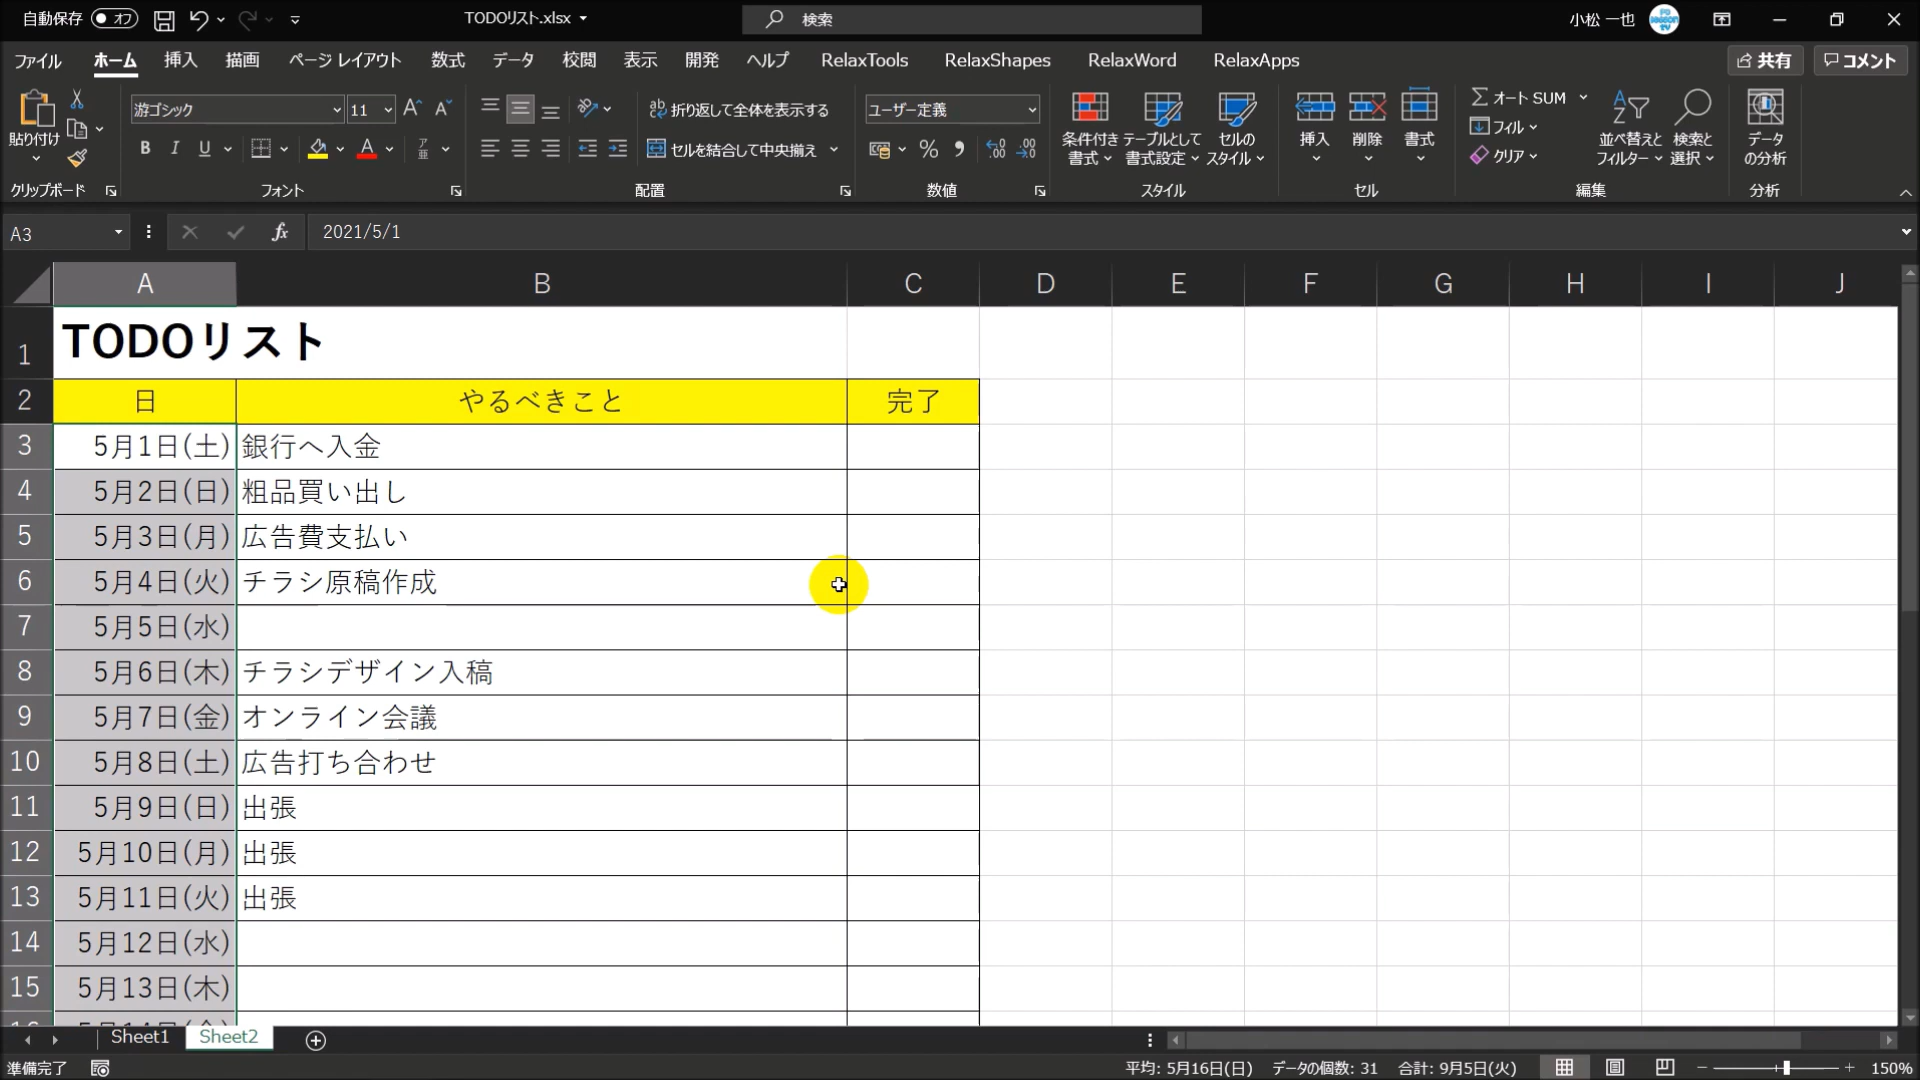 自動保存 オフ TODOリスト.xlsx 検索 小松 一也
ファイル ホーム 挿入 描画 ページ レイアウト 数式 データ 校閲 表示 開発 ヘルプ RelaxTools RelaxShapes RelaxWord RelaxApps 共有 コメント
游ゴシック 11 折り返して全体を表示する ユーザー定義 オート SUM
貼り付け B I U セルを結合して中央揃え 条件付き書式 テーブルとして書式設定 セルのスタイル 挿入 削除 書式 フィル クリア 並べ替えとフィルター 検索と選択 データの分析
クリップボード フォント 配置 数値 スタイル セル 編集 分析
A3 fx 2021/5/1
A B C D E F G H I J
1 TODOリスト
2 日 やるべきこと 完了
3 5月1日(土) 銀行へ入金
4 5月2日(日) 粗品買い出し
5 5月3日(月) 広告費支払い
6 5月4日(火) チラシ原稿作成
7 5月5日(水)
8 5月6日(木) チラシデザイン入稿
9 5月7日(金) オンライン会議
10 5月8日(土) 広告打ち合わせ
11 5月9日(日) 出張
12 5月10日(月) 出張
13 5月11日(火) 出張
14 5月12日(水)
15 5月13日(木)
Sheet1 Sheet2
準備完了 平均: 5月16日(日) データの個数: 31 合計: 9月5日(火) 150%